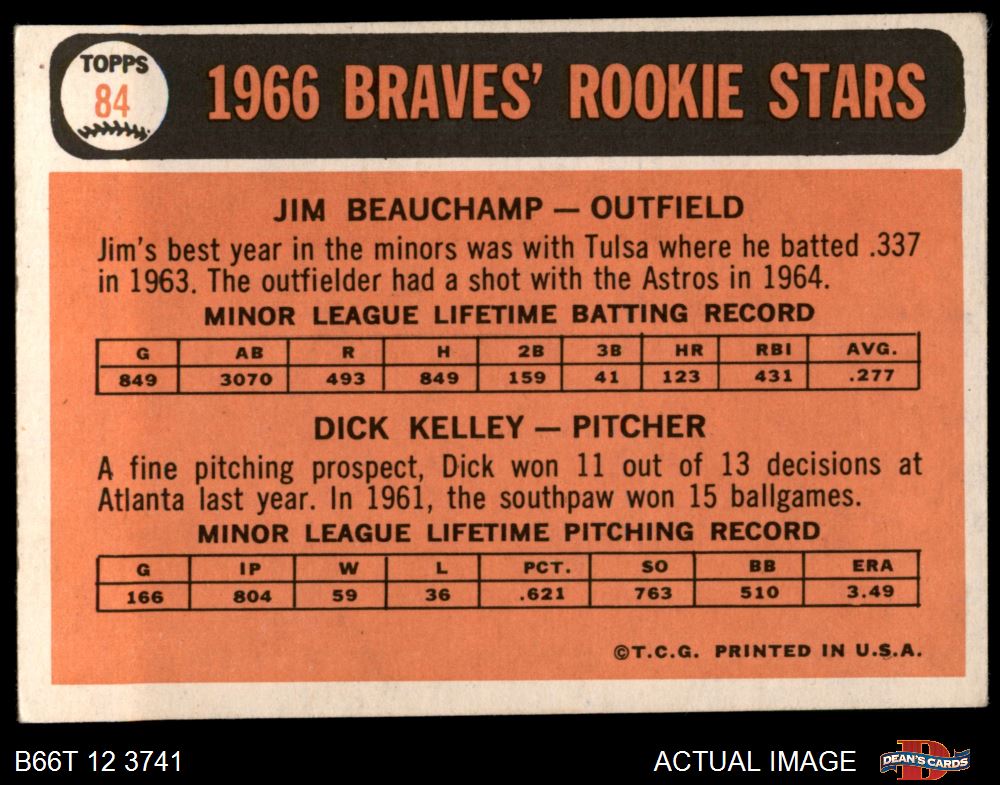 TOPPS
84
1966 BRAVES' ROOKIE STARS
JIM BEAUCHAMP — OUTFIELD
Jim's best year in the minors was with Tulsa where he batted .337
in 1963. The outfielder had a shot with the Astros in 1964.
MINOR LEAGUE LIFETIME BATTING RECORD
G AB R H 2B 3B HR RBI AVG.
849 3070 493 849 159 41 123 431 .277
DICK KELLEY — PITCHER
A fine pitching prospect, Dick won 11 out of 13 decisions at
Atlanta last year. In 1961, the southpaw won 15 ballgames.
MINOR LEAGUE LIFETIME PITCHING RECORD
G IP W L PCT. SO BB ERA
166 804 59 36 .621 763 510 3.49
©T.C.G. PRINTED IN U.S.A.
B66T 12 3741 ACTUAL IMAGE D DEAN'S CARDS